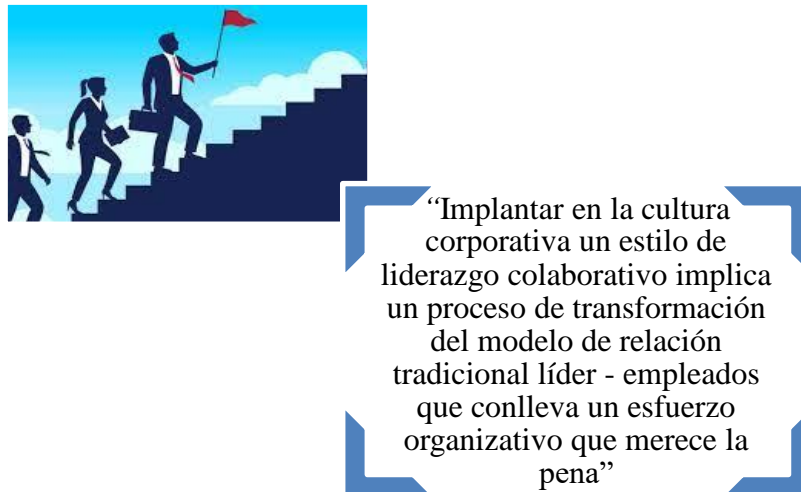 “Implantar en la cultura
corporativa un estilo de
liderazgo colaborativo implica
un proceso de transformación
del modelo de relación
tradicional líder - empleados
que conlleva un esfuerzo
organizativo que merece la
pena”